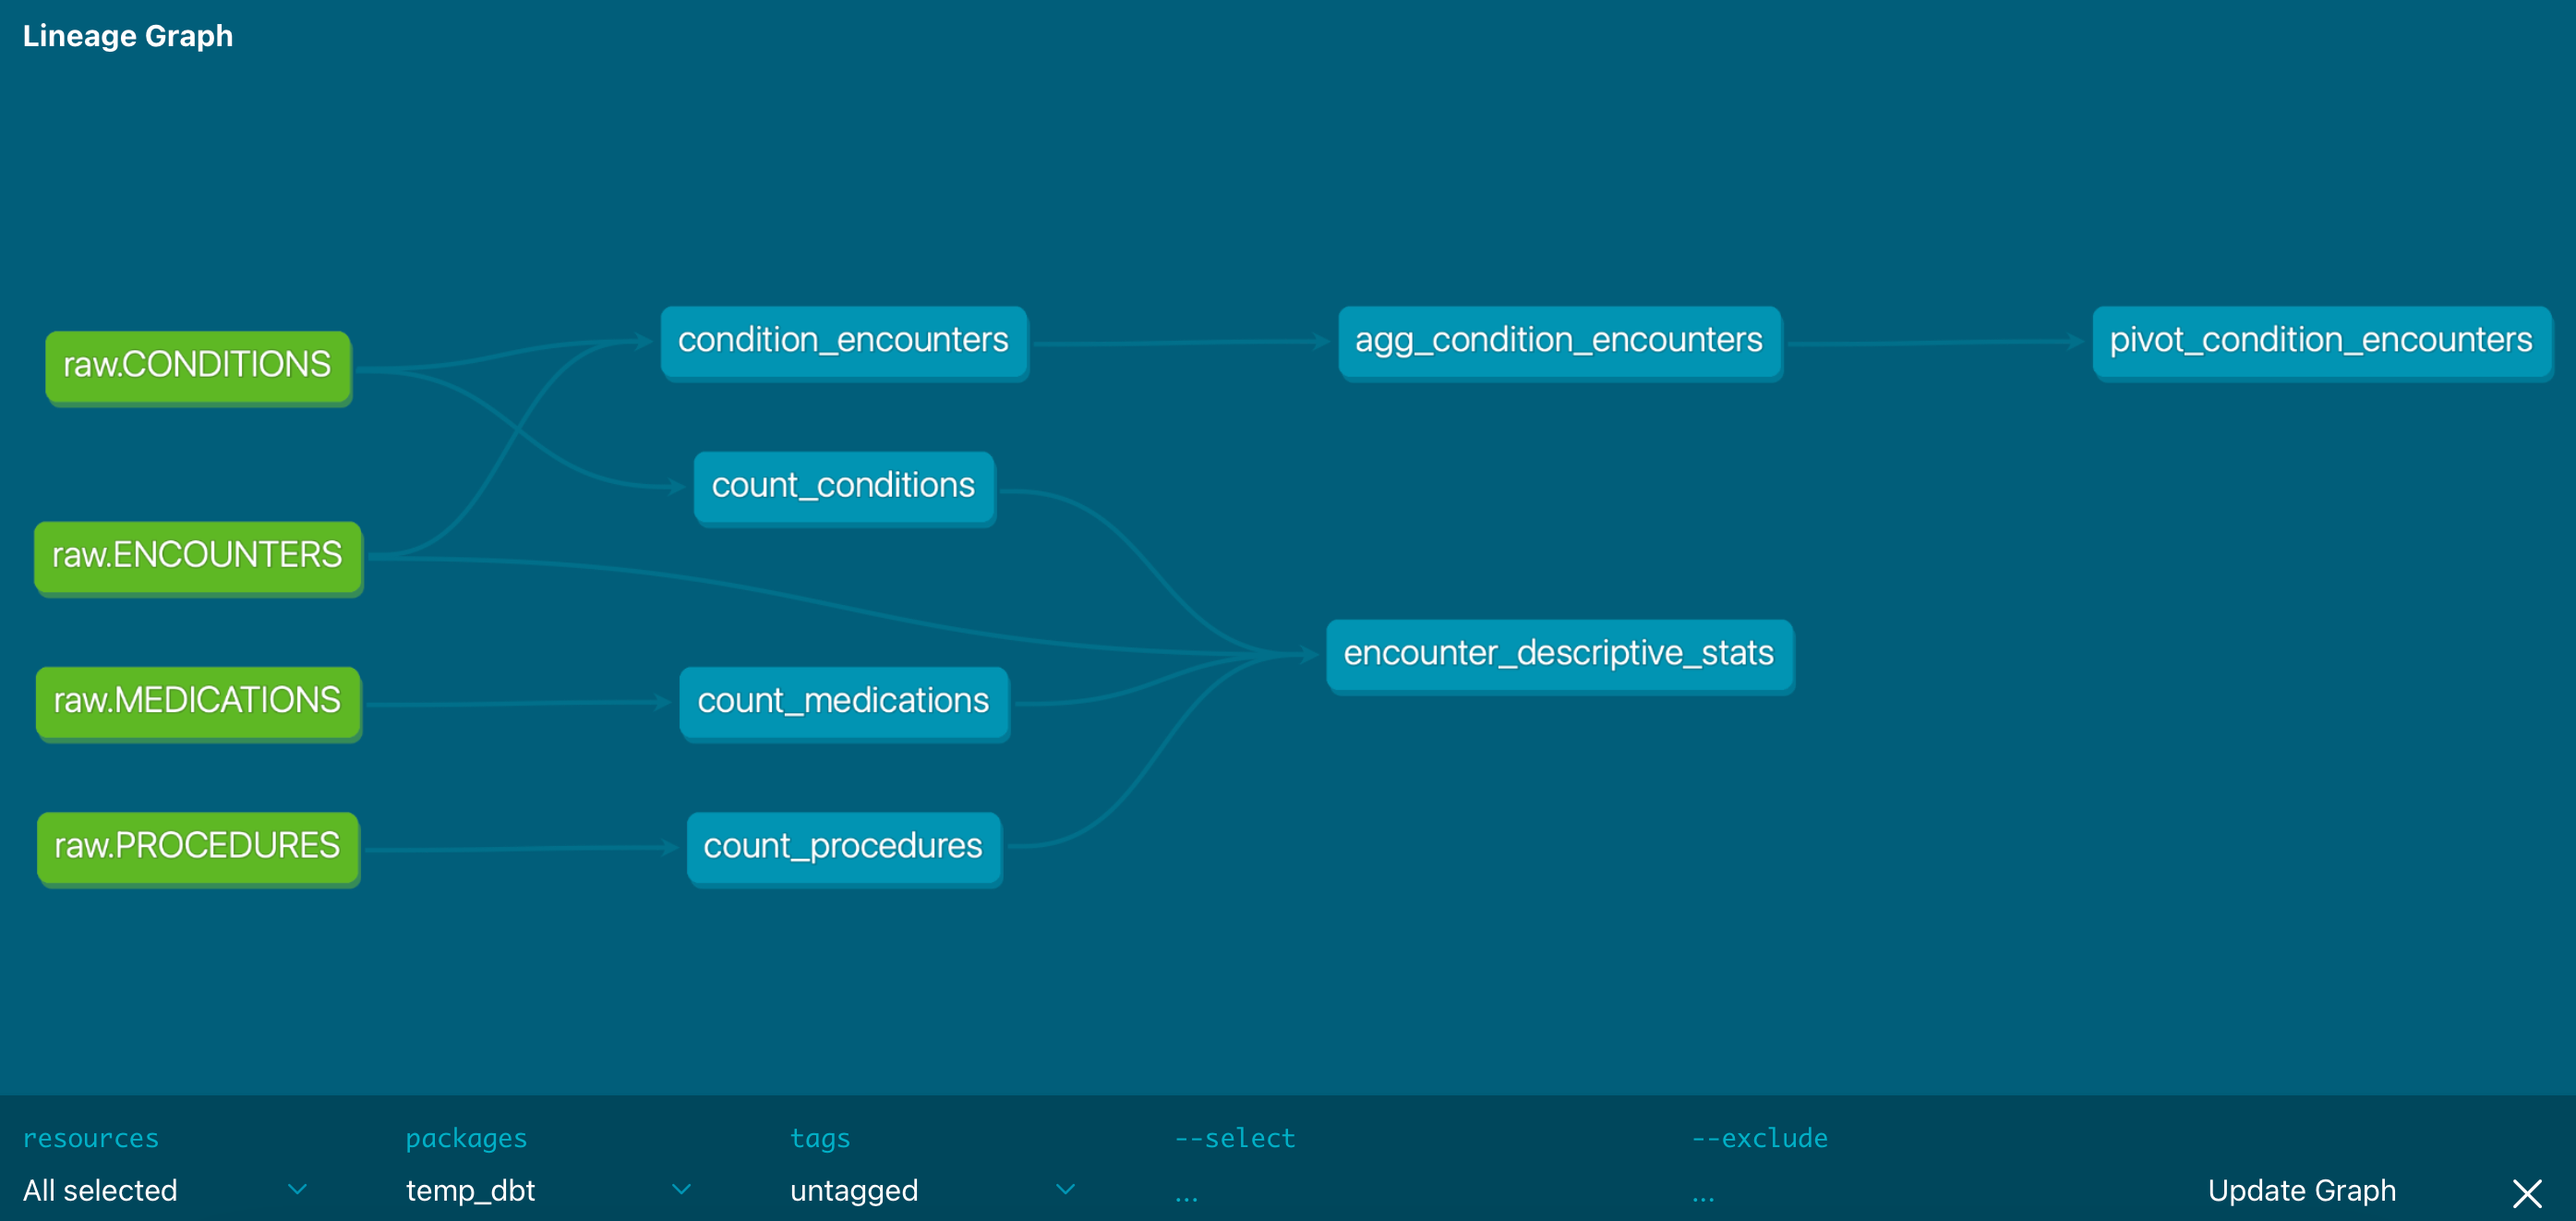 Lineage Graph
raw.CONDITIONS
raw.ENCOUNTERS
raw.MEDICATIONS
raw.PROCEDURES
condition_encounters
count_conditions
count_medications
count_procedures
agg_condition_encounters
encounter_descriptive_stats
pivot_condition_encounters
resources
All selected
packages
temp_dbt
tags
untagged
--select
...
--exclude
...
Update Graph